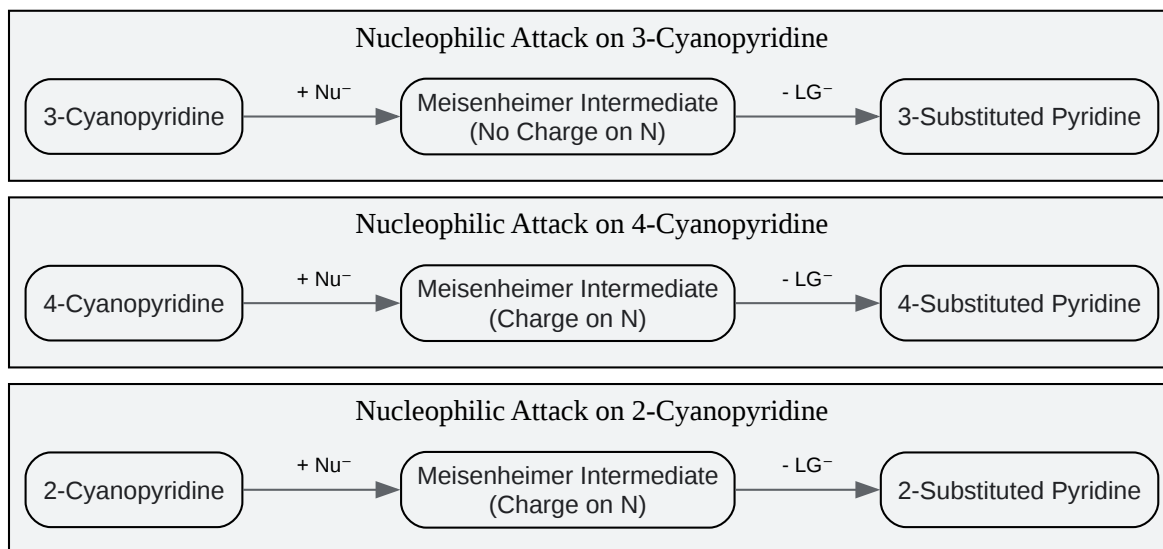 Nucleophilic Attack on 3-Cyanopyridine
3-Cyanopyridine
+ Nu⁻
Meisenheimer Intermediate
(No Charge on N)
- LG⁻
3-Substituted Pyridine
Nucleophilic Attack on 4-Cyanopyridine
4-Cyanopyridine
+ Nu⁻
Meisenheimer Intermediate
(Charge on N)
- LG⁻
4-Substituted Pyridine
Nucleophilic Attack on 2-Cyanopyridine
2-Cyanopyridine
+ Nu⁻
Meisenheimer Intermediate
(Charge on N)
- LG⁻
2-Substituted Pyridine